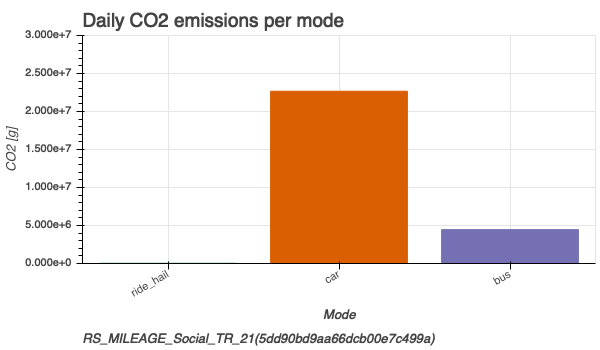 Daily CO2 emissions per mode
3.000e+7
2.500e+7
2.000e+7
1.500e+7
1.000e+7
5.000e+6
0.000e+0
CO2 [g]
ride_hail
car
bus
Mode
RS_MILEAGE_Social_TR_21(5dd90bd9aa66dcb00e7c499a)